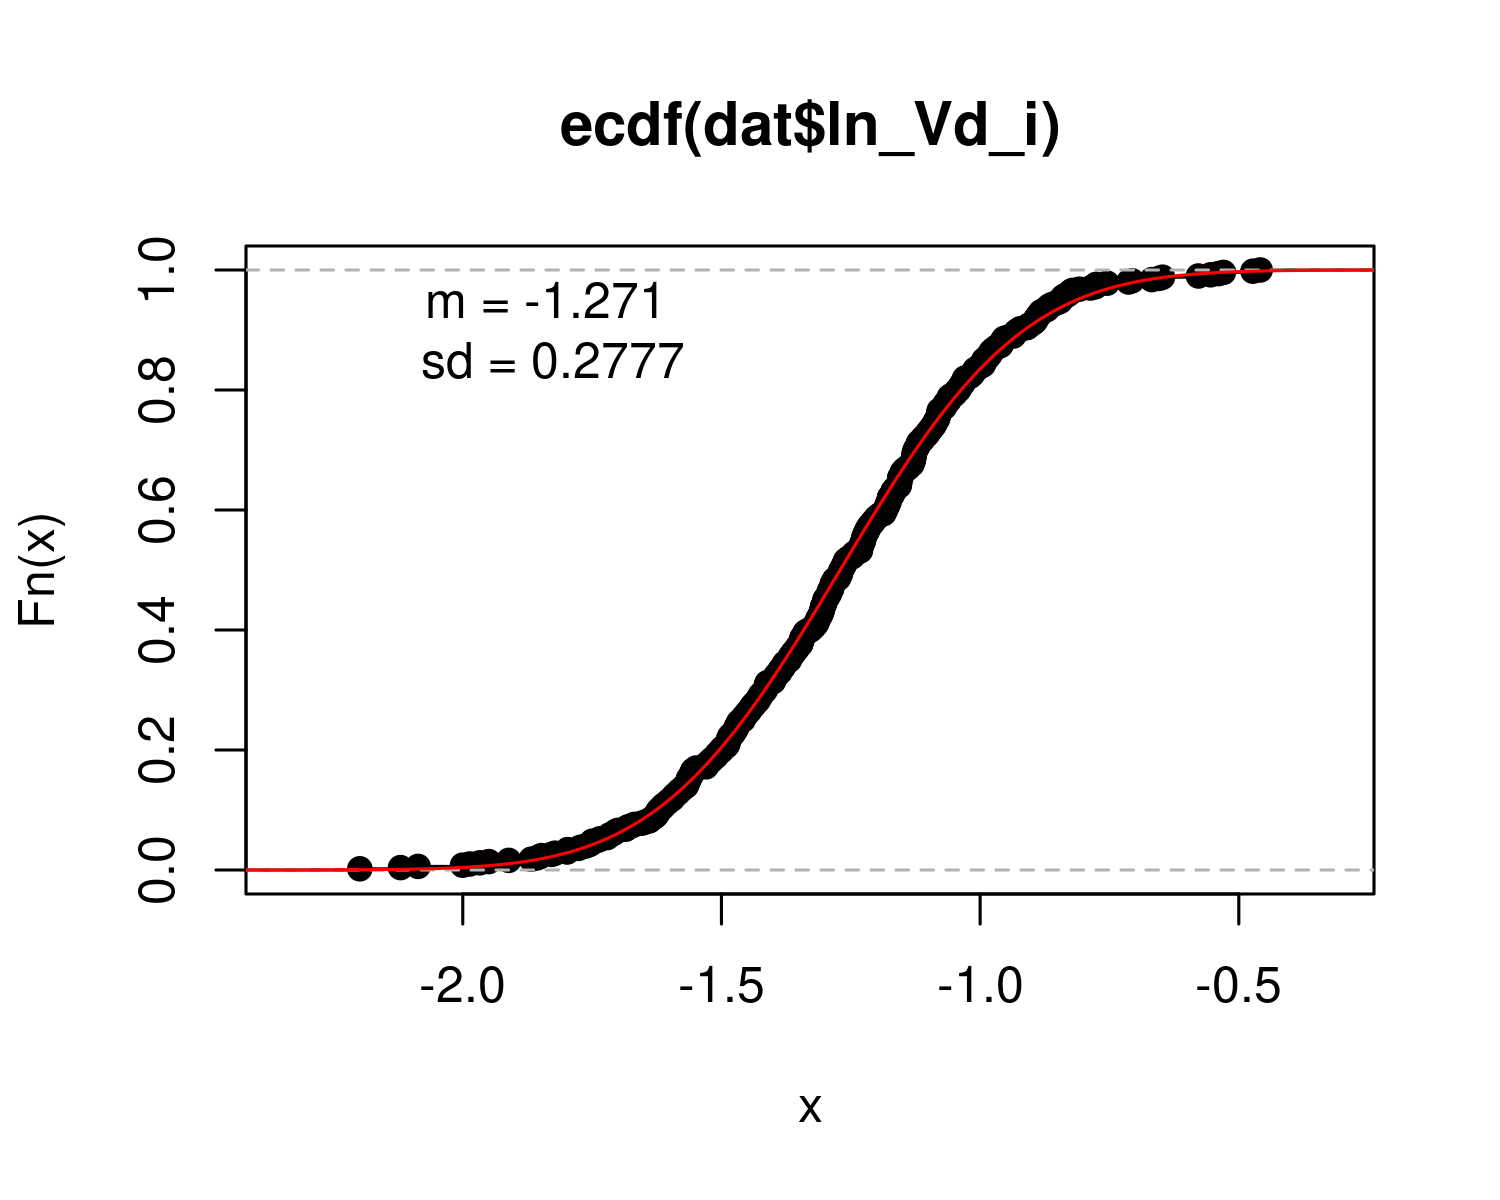 ecdf(dat$ln_Vd_i)
m = -1.271
sd = 0.2777
Fn(x)
1.0
0.8
0.6
0.4
0.2
0.0
-2.0 -1.5 -1.0 -0.5
x